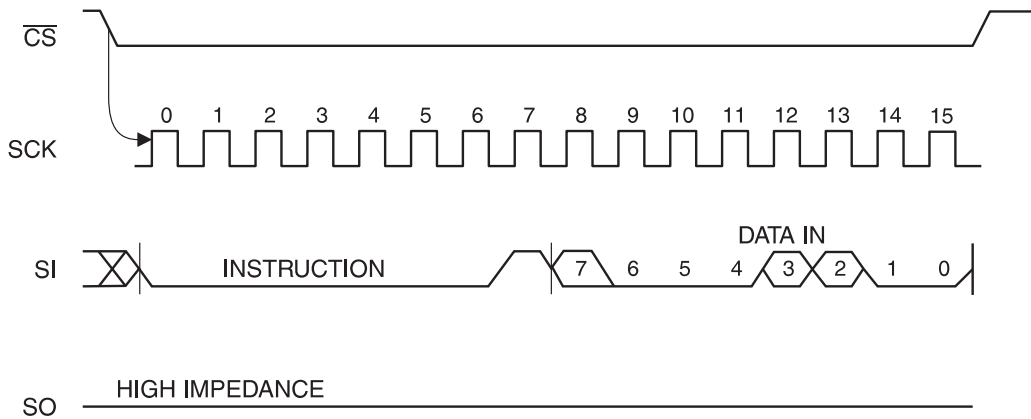 CS
0 1 2 3 4 5 6 7 8 9 10 11 12 13 14 15
SCK
DATA IN
SI INSTRUCTION 7 6 5 4 3 2 1 0
HIGH IMPEDANCE
SO